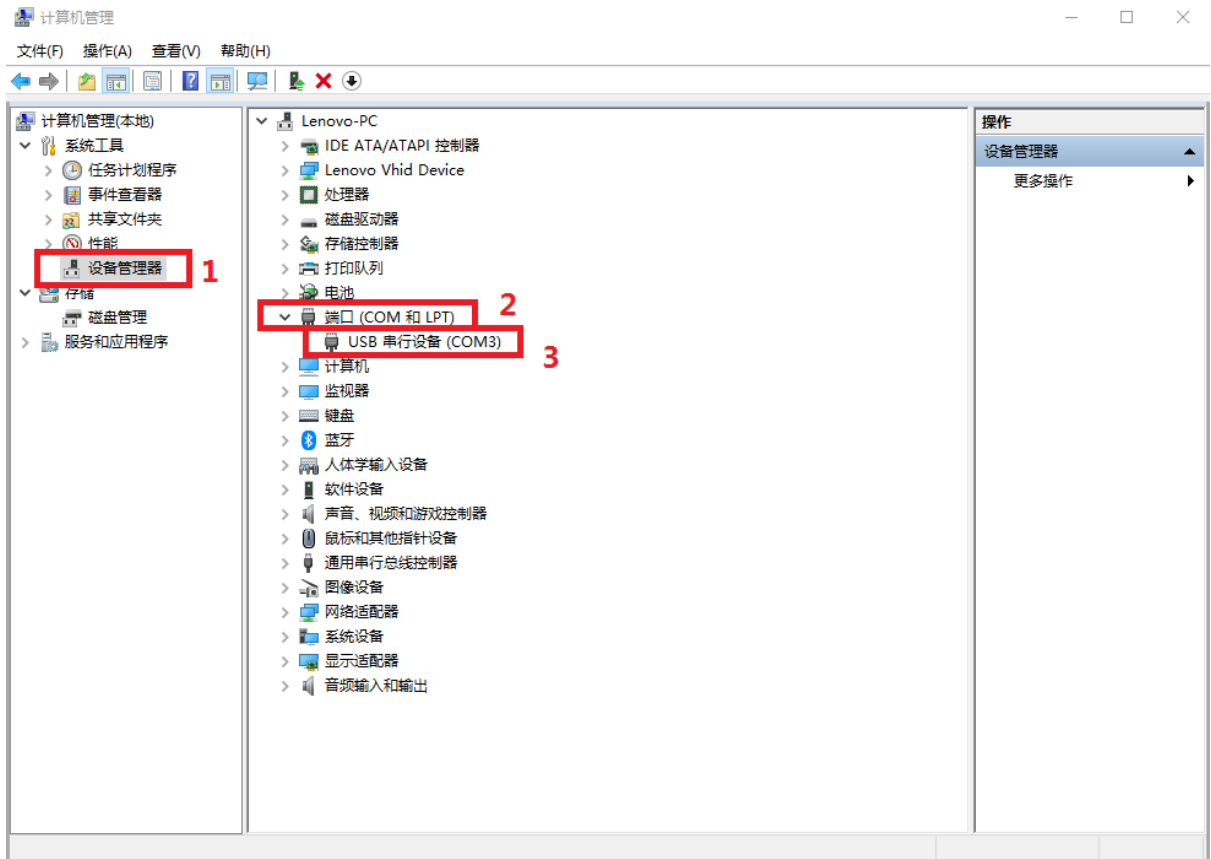 计算机管理
文件(F) 操作(A) 查看(V) 帮助(H)
计算机管理(本地)
系统工具
任务计划程序
事件查看器
共享文件夹
性能
设备管理器
1
存储
磁盘管理
服务和应用程序
Lenovo-PC
IDE ATA/ATAPI 控制器
Lenovo Vhid Device
处理器
磁盘驱动器
存储控制器
打印队列
电池
端口 (COM 和 LPT)
2
USB 串行设备 (COM3)
3
计算机
监视器
键盘
蓝牙
人体学输入设备
软件设备
声音、视频和游戏控制器
鼠标和其他指针设备
通用串行总线控制器
图像设备
网络适配器
系统设备
显示适配器
音频输入和输出
操作
设备管理器
更多操作